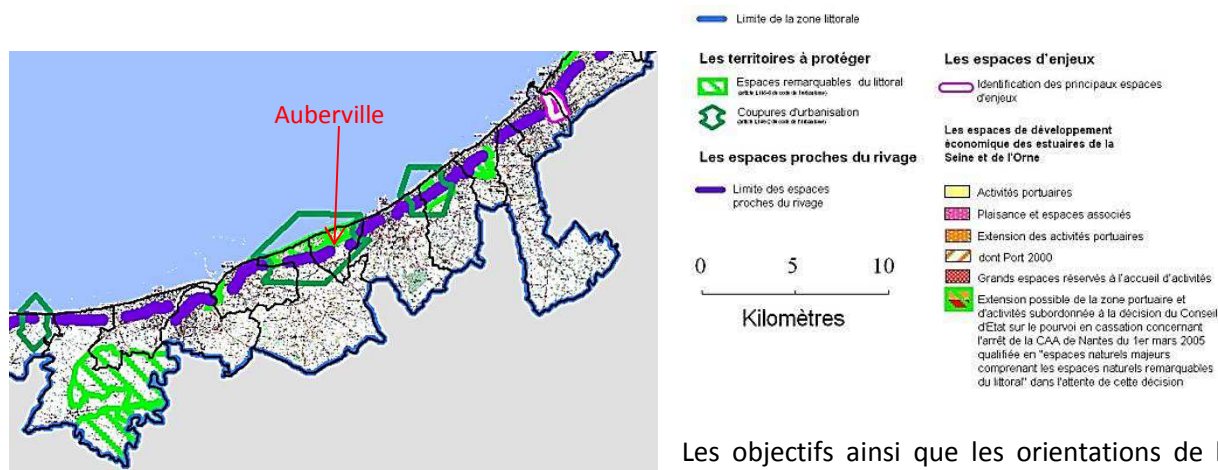 Auberville
Limite de la zone littorale
Les territoires à protéger
Espaces remarquables du littoral
Coupures d'urbanisation
Les espaces proches du rivage
Limite des espaces
proches du rivage
0 5 10
Kilomètres
Les espaces d'enjeux
Identification des principaux espaces
d'enjeux
Les espaces de développement
économique des estuaires de la
Seine et de l'Orne
Activités portuaires
Plaisance et espaces associés
Extension des activités portuaires
dont Port 2000
Grands espaces réservés à l'accueil d'activités
Extension possible de la zone portuaire et
d'activités subordonnée à la décision du Conseil
d'Etat sur le pourvoi en cassation concernant
l'arrêt de la CAA de Nantes du 1er mars 2005
qualifiée en "espaces naturels majeurs
comprenant les espaces naturels remarquables
du littoral" dans l'attente de cette décision
Les objectifs ainsi que les orientations de